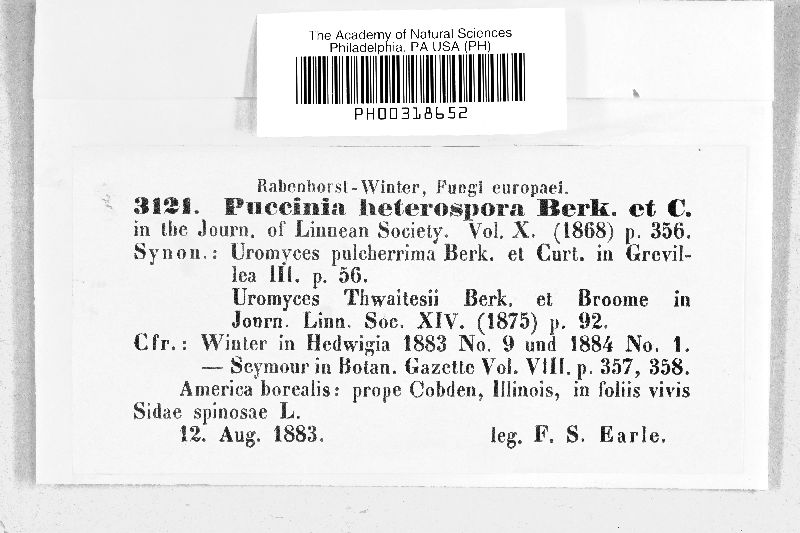 The Academy of Natural Sciences
Philadelphia, PA USA (PH)
PH00318652
Rabenhorst-Winter, Fungi europaei.
3121. Puccinia heterospora Berk. et C.
in the Journ. of Linnean Society. Vol. X. (1868) p. 356.
Synon.: Uromyces pulcherrima Berk. et Curt. in Grevil-
lea III. p. 56.
Uromyces Thwaitesii Berk. et Broome in
Journ. Linn. Soc. XIV. (1875) p. 92.
Cfr.: Winter in Hedwigia 1883 No. 9 und 1884 No. 1.
— Seymour in Botan. Gazette Vol. VIII. p. 357, 358.
America borealis: prope Cobden, Illinois, in foliis vivis
Sidae spinosae L.
12. Aug. 1883. leg. F. S. Earle.